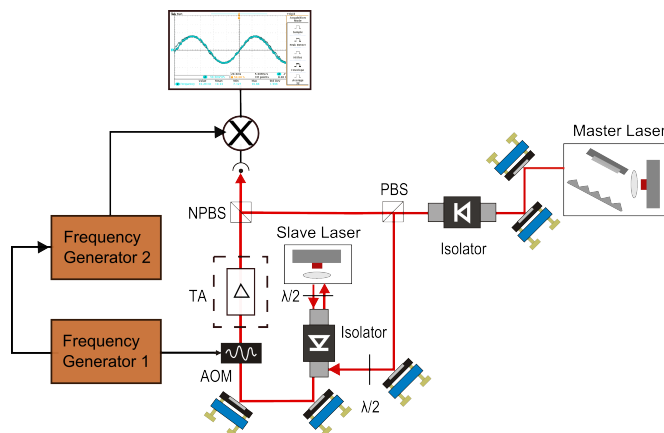 Master Laser
PBS
NPBS
Slave Laser
Isolator
Frequency
Generator 2
λ/2
TA
Isolator
Frequency
Generator 1
AOM
λ/2